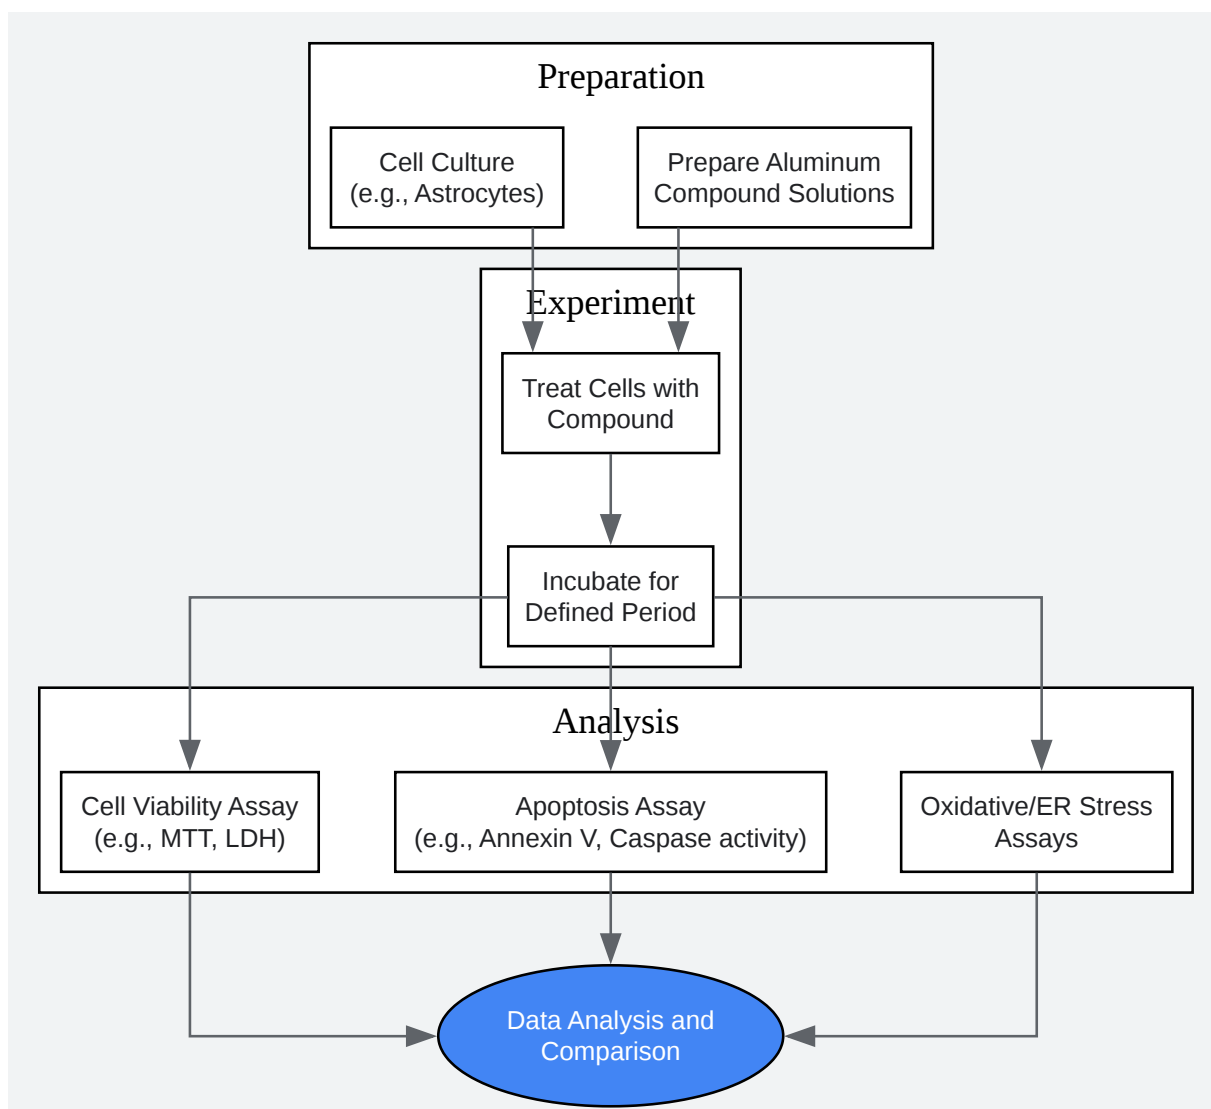 Preparation
Cell Culture
(e.g., Astrocytes)
Prepare Aluminum
Compound Solutions
Experiment
Treat Cells with
Compound
Incubate for
Defined Period
Analysis
Cell Viability Assay
(e.g., MTT, LDH)
Apoptosis Assay
(e.g., Annexin V, Caspase activity)
Oxidative/ER Stress
Assays
Data Analysis and
Comparison